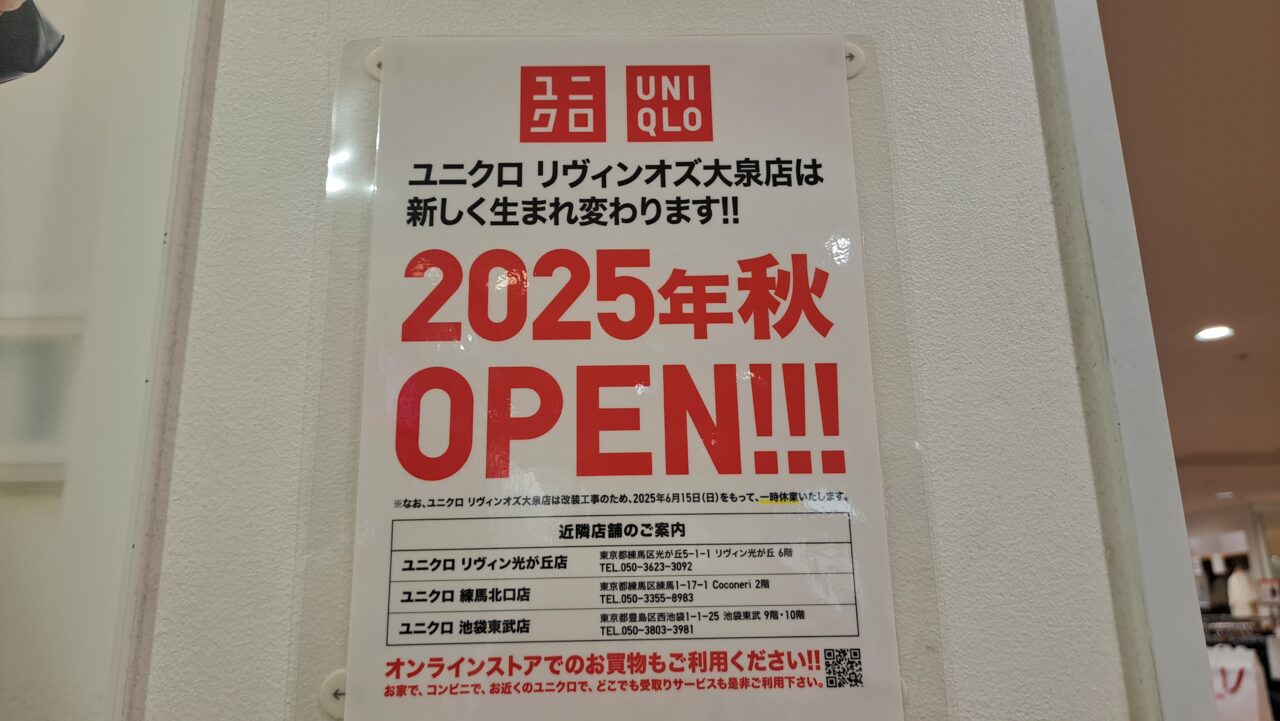 ユニクロ UNIQLO
ユニクロ リヴィンオズ大泉店は
新しく生まれ変わります!!
2025年秋
OPEN!!!
※なお、ユニクロ リヴィンオズ大泉店は改装工事のため、2025年6月15日(日)をもって、一時休業いたします。
近隣店舗のご案内
ユニクロ リヴィン光が丘店
東京都練馬区光が丘5-1-1 リヴィン光が丘 6階
TEL.050-3623-3092
ユニクロ 練馬北口店
東京都練馬区練馬1-17-1 Coconeri 2階
TEL.050-3355-8983
ユニクロ 池袋東武店
東京都豊島区西池袋1-1-25 池袋東武 9階・10階
TEL.050-3803-3981
オンラインストアでのお買物もご利用ください!!
お家で、コンビニで、お近くのユニクロで、どこでも受取りサービスも是非ご利用下さい。